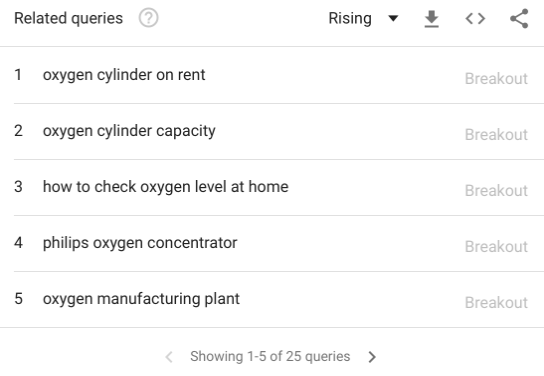 Related queries ? Rising
1 oxygen cylinder on rent Breakout
2 oxygen cylinder capacity Breakout
3 how to check oxygen level at home Breakout
4 philips oxygen concentrator Breakout
5 oxygen manufacturing plant Breakout
Showing 1-5 of 25 queries